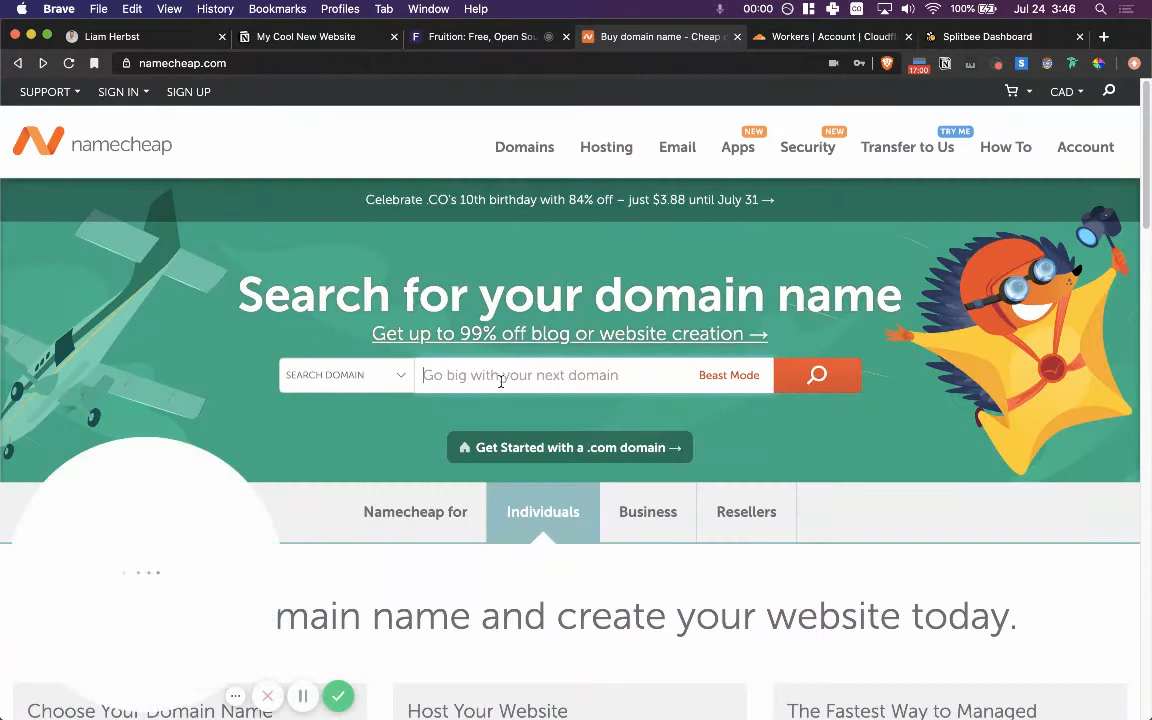 Brave File Edit View History Bookmarks Profiles Tab Window Help 00:00 100% Jul 24 3:46
Liam Herbst My Cool New Website Fruition: Free, Open Sou Buy domain name - Cheap Workers | Account | Cloudfl Splitbee Dashboard
namecheap.com 17:00
SUPPORT SIGN IN SIGN UP CAD
NEW NEW TRY ME
namecheap Domains Hosting Email Apps Security Transfer to Us How To Account
Celebrate .CO's 10th birthday with 84% off – just $3.88 until July 31 →
Search for your domain name
Get up to 99% off blog or website creation →
SEARCH DOMAIN Go big with your next domain Beast Mode
Get Started with a .com domain →
Namecheap for Individuals Business Resellers
main name and create your website today.
Choose Your Domain Name Host Your Website The Fastest Way to Managed